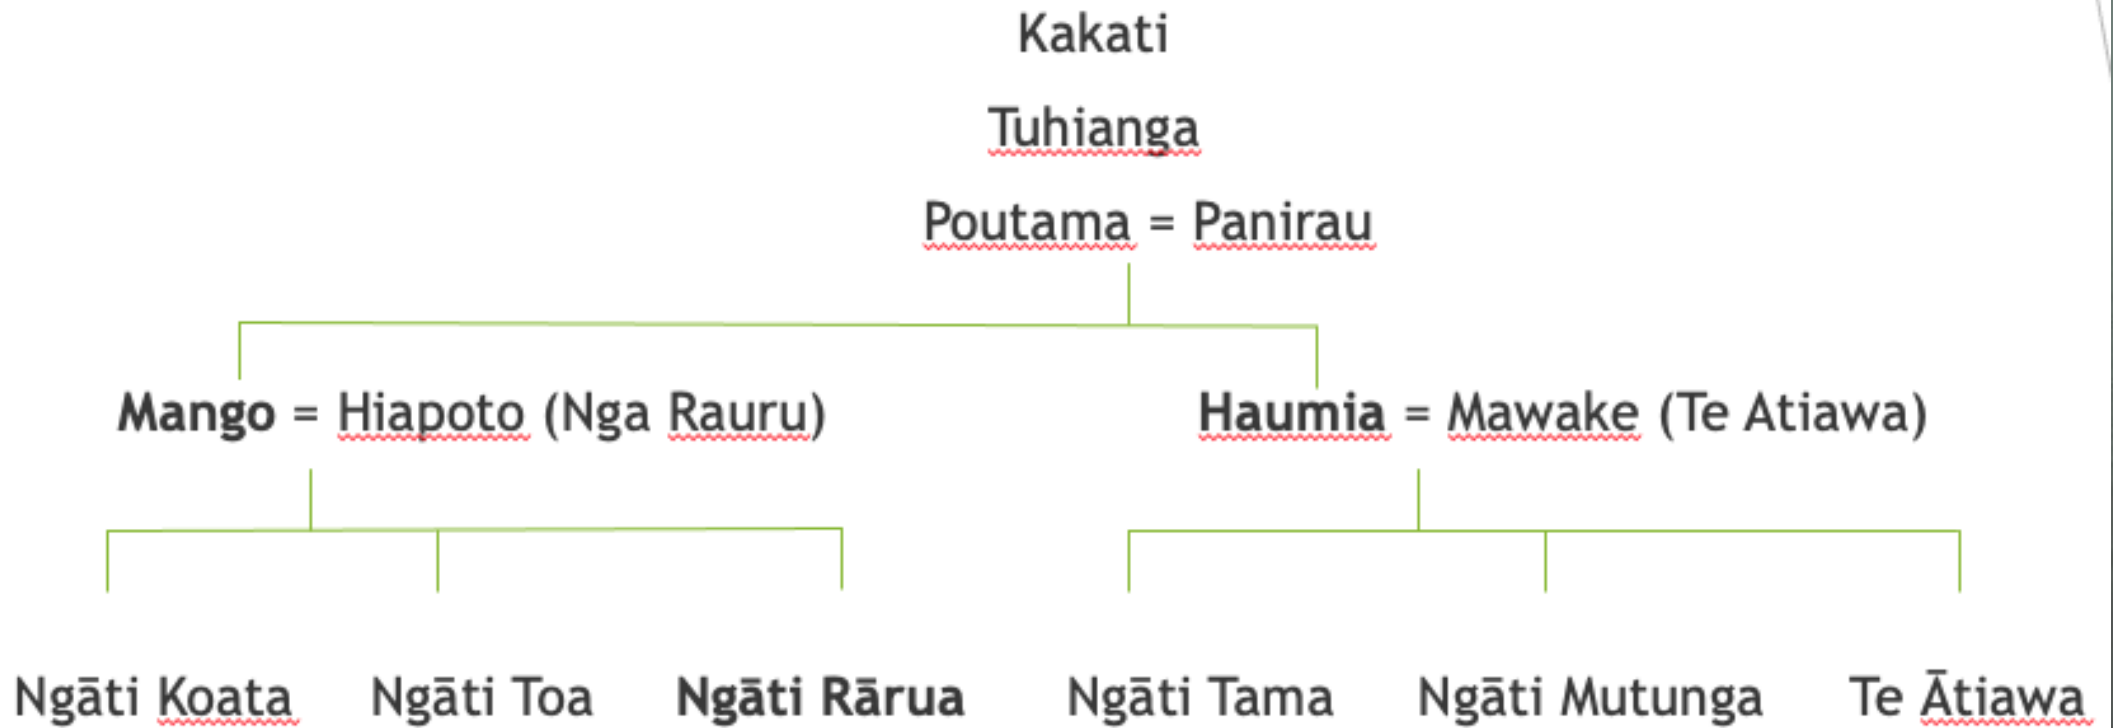 Kakati
Tuhianga
Poutama = Panirau
Mango = Hiapoto (Nga Rauru)
Haumia = Mawake (Te Atiawa)
Ngāti Koata
Ngāti Toa
Ngāti Rārua
Ngāti Tama
Ngāti Mutunga
Te Ātiawa